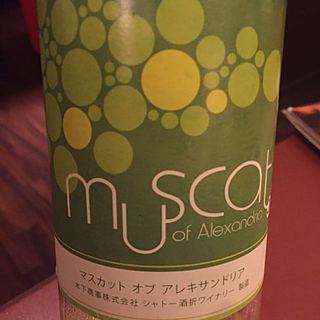 muscat
of Alexandria
マスカット オブ アレキサンドリア
木下商事株式会社 シャトー酒折ワイナリー 製造